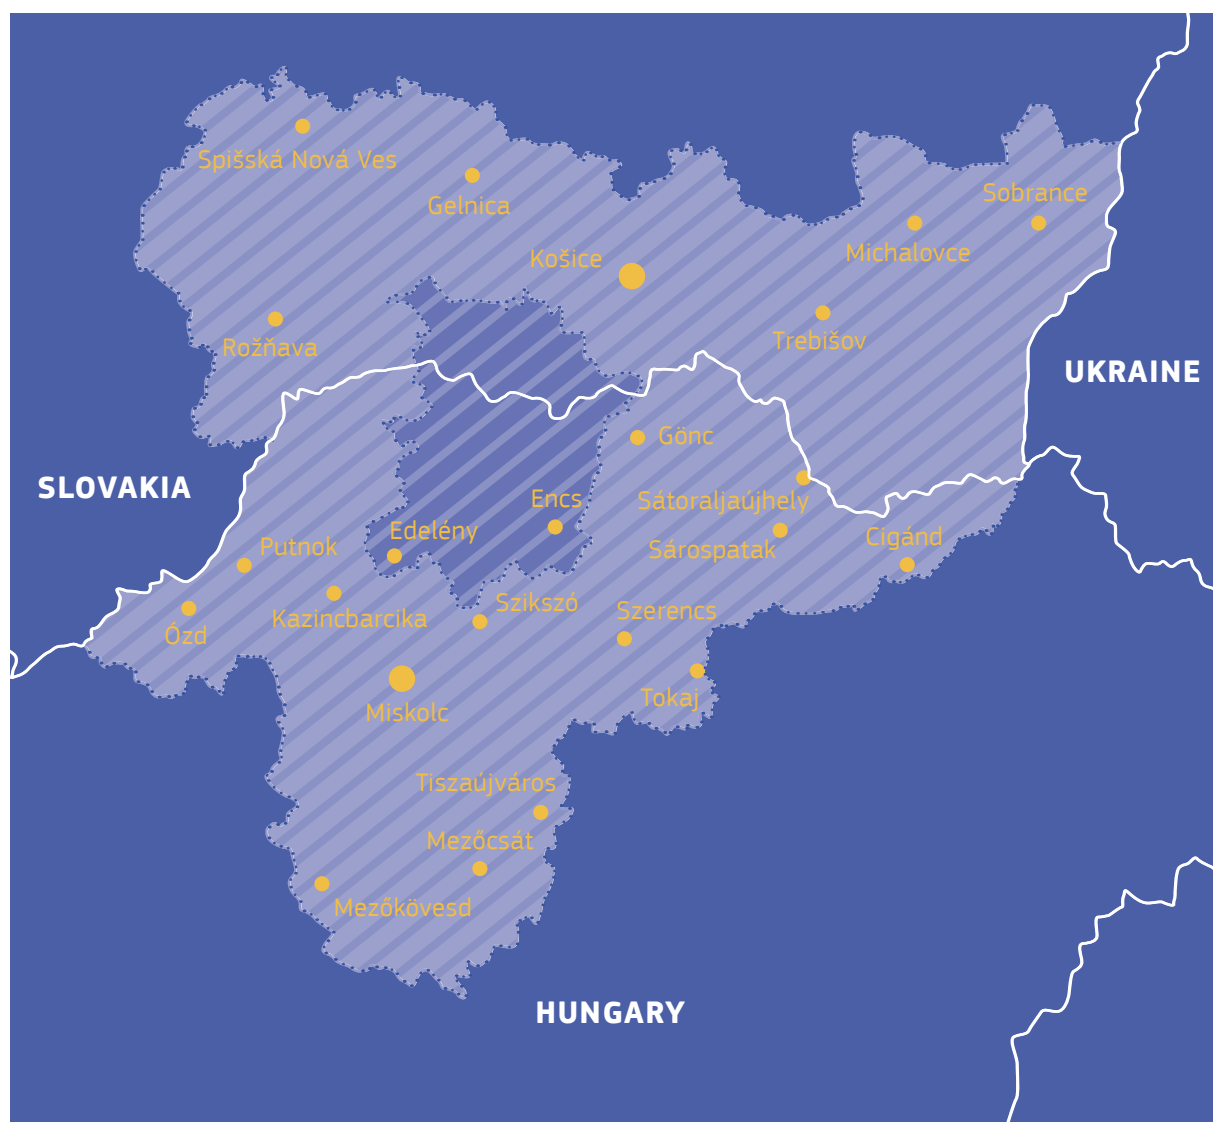 Spišská Nová Ves
Gelnica
Sobrance
Michalovce
Košice
Trebišov
Rožňava
UKRAINE
Gönc
SLOVAKIA
Encs
Sátoraljaújhely
Edelény
Cigánd
Putnok
Sárospatak
Szikszó
Szerencs
Kazincbarcika
Ózd
Tokaj
Miskolc
Tiszaújváros
Mezőcsát
Mezőkövesd
HUNGARY